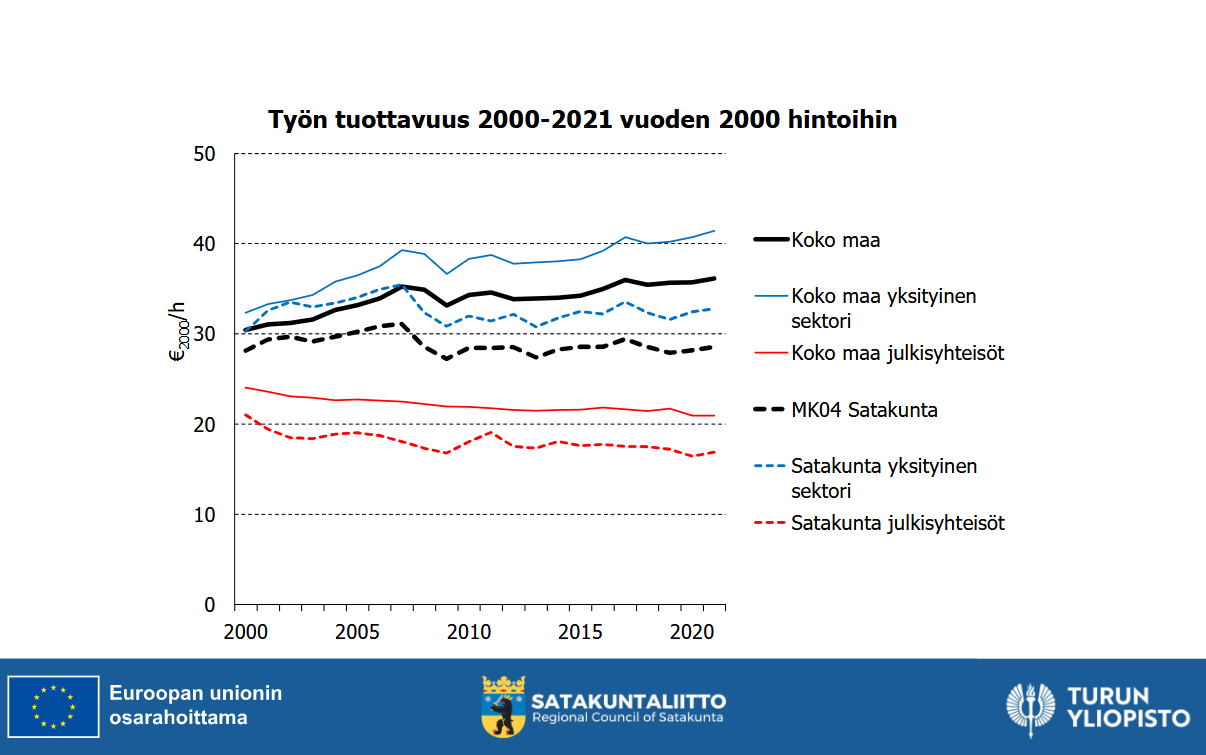 Työn tuottavuus 2000-2021 vuoden 2000 hintoihin
50
40
30
20
10
0
€2000/h
2000
2005
2010
2015
2020
Koko maa
Koko maa yksityinen
sektori
Koko maa julkisyhteisöt
MK04 Satakunta
Satakunta yksityinen
sektori
Satakunta julkisyhteisöt
Euroopan unionin
osarahoittama
SATAKUNTALIITTO
Regional Council of Satakunta
TURUN
YLIOPISTO